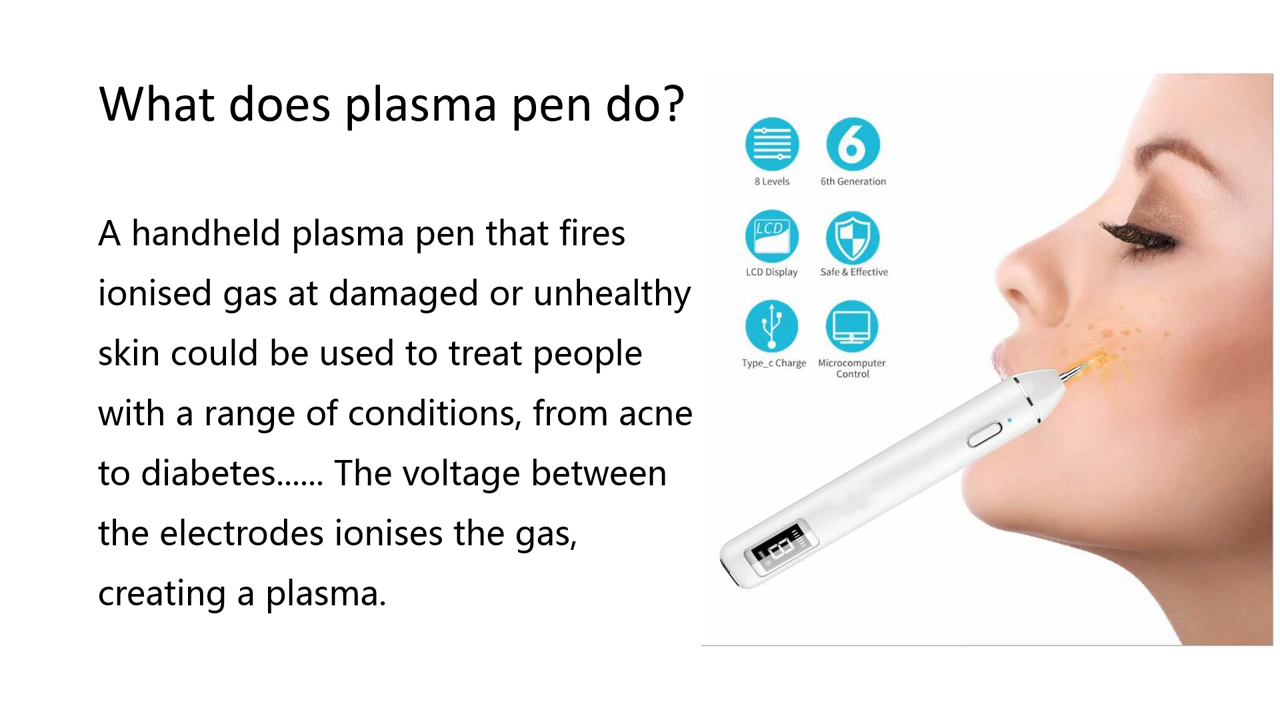 What does plasma pen do?
A handheld plasma pen that fires
ionised gas at damaged or unhealthy
skin could be used to treat people
with a range of conditions, from acne
to diabetes...... The voltage between
the electrodes ionises the gas,
creating a plasma.
8 Levels
6
6th Generation
LCD
LCD Display
Safe & Effective
Type_c Charge
Microcomputer
Control
8